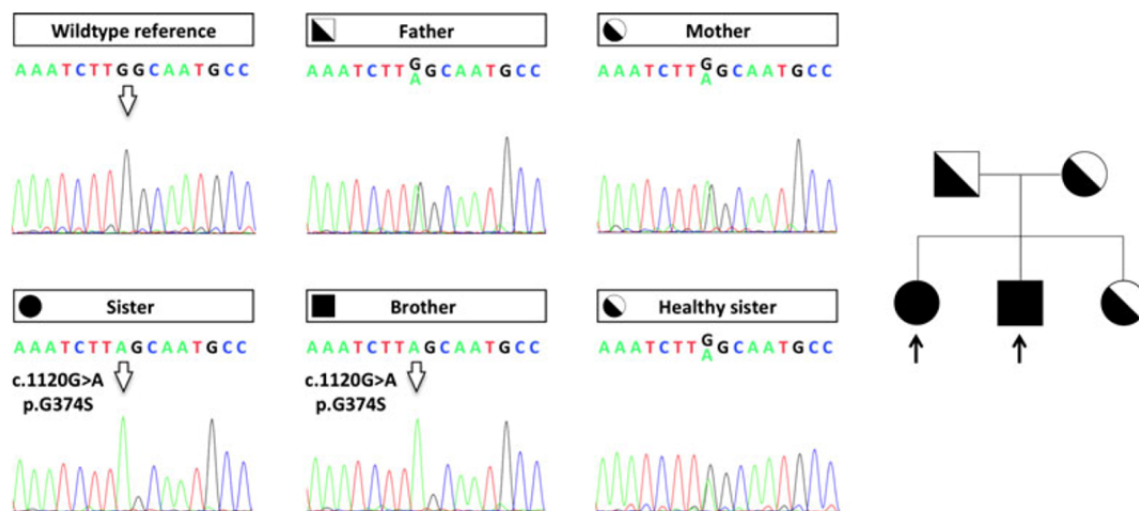 Wildtype reference
AAATCTTGGCAATGCC
Father
AAATCTTGGCAATGCC
A
Mother
AAATCTTGGCAATGCC
A
Sister
AAATCTTAGCAATGCC
c.1120G>A
p.G374S
Brother
AAATCTTAGCAATGCC
c.1120G>A
p.G374S
Healthy sister
AAATCTTGGCAATGCC
A